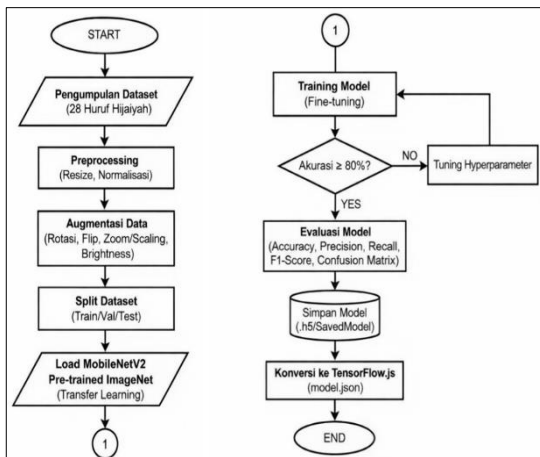 START
Pengumpulan Dataset
(28 Huruf Hijaiyah)
Preprocessing
(Resize, Normalisasi)
Augmentasi Data
(Rotasi, Flip, Zoom/Scaling,
Brightness)
Split Dataset
(Train/Val/Test)
Load MobileNetV2
Pre-trained ImageNet
(Transfer Learning)
1
1
Training Model
(Fine-tuning)
Akurasi ≥ 80%?
NO
Tuning Hyperparameter
YES
Evaluasi Model
(Accuracy, Precision, Recall,
F1-Score, Confusion Matrix)
Simpan Model
(.h5/SavedModel)
Konversi ke TensorFlow.js
(model.json)
END